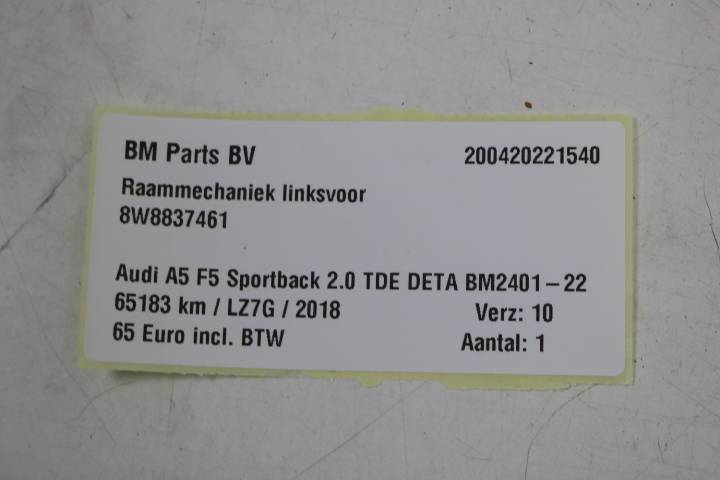 BM Parts BV 200420221540
Raammechaniek linksvoor
8W8837461
Audi A5 F5 Sportback 2.0 TDE DETA BM2401-22
65183 km / LZ7G / 2018 Verz: 10
65 Euro incl. BTW Aantal: 1